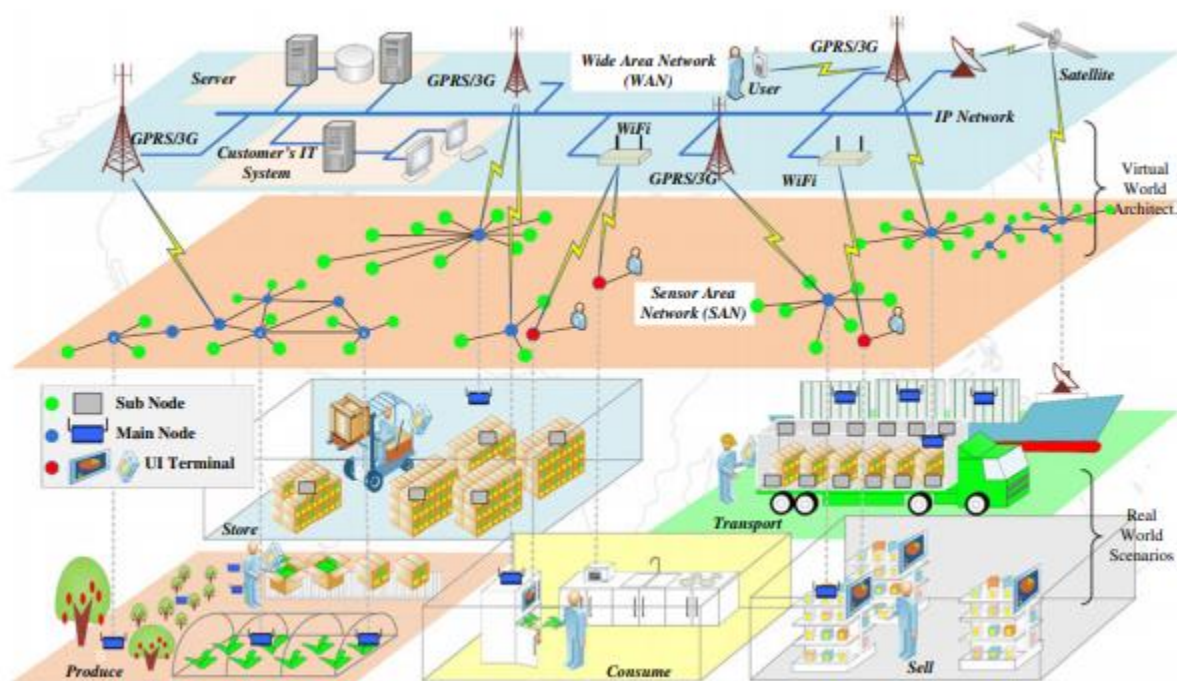 GPRS/3G
Wide Area Network
(WAN)
Server
GPRS/3G
User
Satellite
IP Network
GPRS/3G
WiFi
Customer's IT
System
GPRS/3G
WiFi
Virtual
World
Architect.
Sensor Area
Network (SAN)
Sub Node
Main Node
UI Terminal
Store
Transport
Real
World
Scenarios
Produce
Consume
Sell